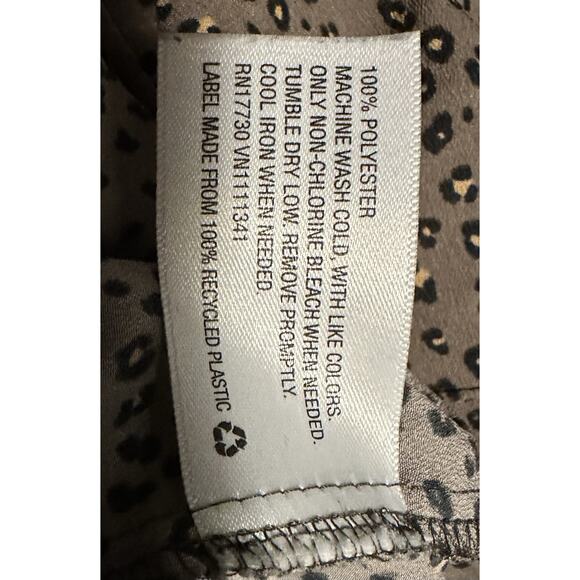 100% POLYESTER
MACHINE WASH COLD, WITH LIKE COLORS.
ONLY NON-CHLORINE BLEACH WHEN NEEDED.
TUMBLE DRY LOW. REMOVE PROMPTLY.
COOL IRON WHEN NEEDED.
RN17730 VN1111341
LABEL MADE FROM 100% RECYCLED PLASTIC